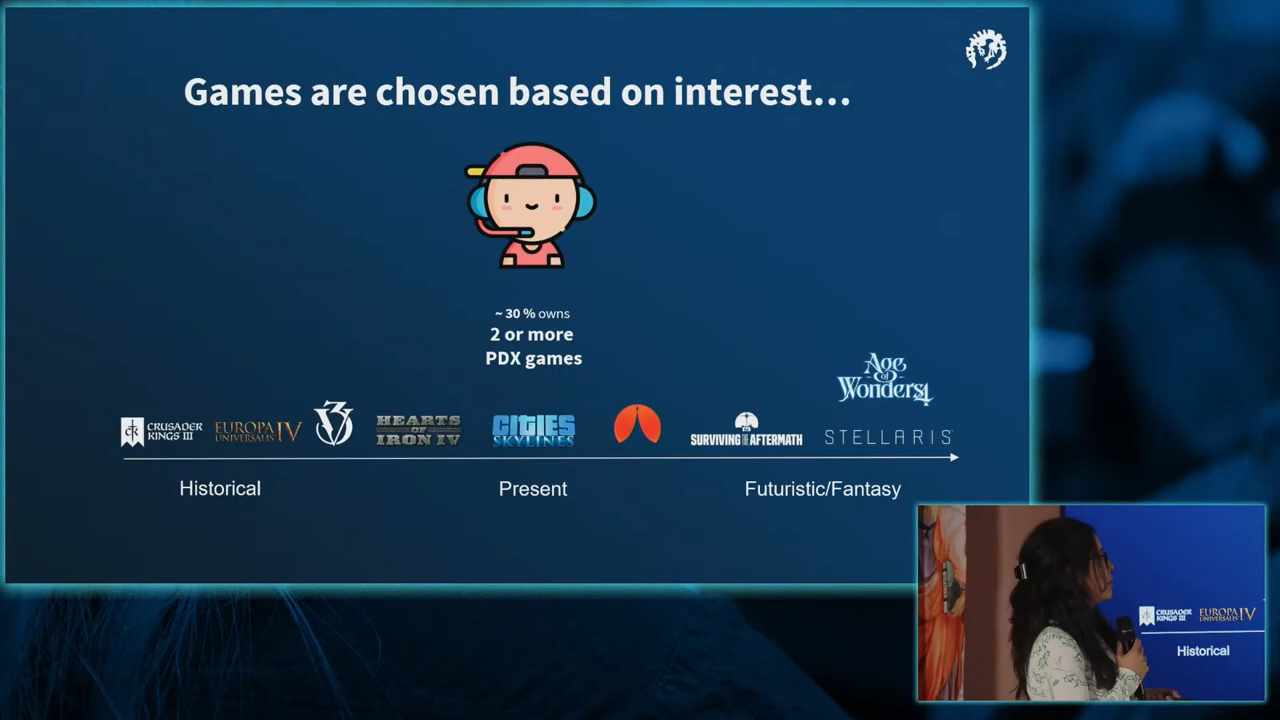 Games are chosen based on interest...
~ 30 % owns
2 or more
PDX games
Age
of
Wonders 4
CRUSADER
KINGS III
EUROPA
UNIVERSALIS IV
V3
HEARTS
OF
IRON IV
CITIES
SKYLINES
SURVIVING THE AFTERMATH
STELLARIS
Historical
Present
Futuristic/Fantasy
CRUSADER
KINGS III
EUROPA
UNIVERSALIS IV
Historical